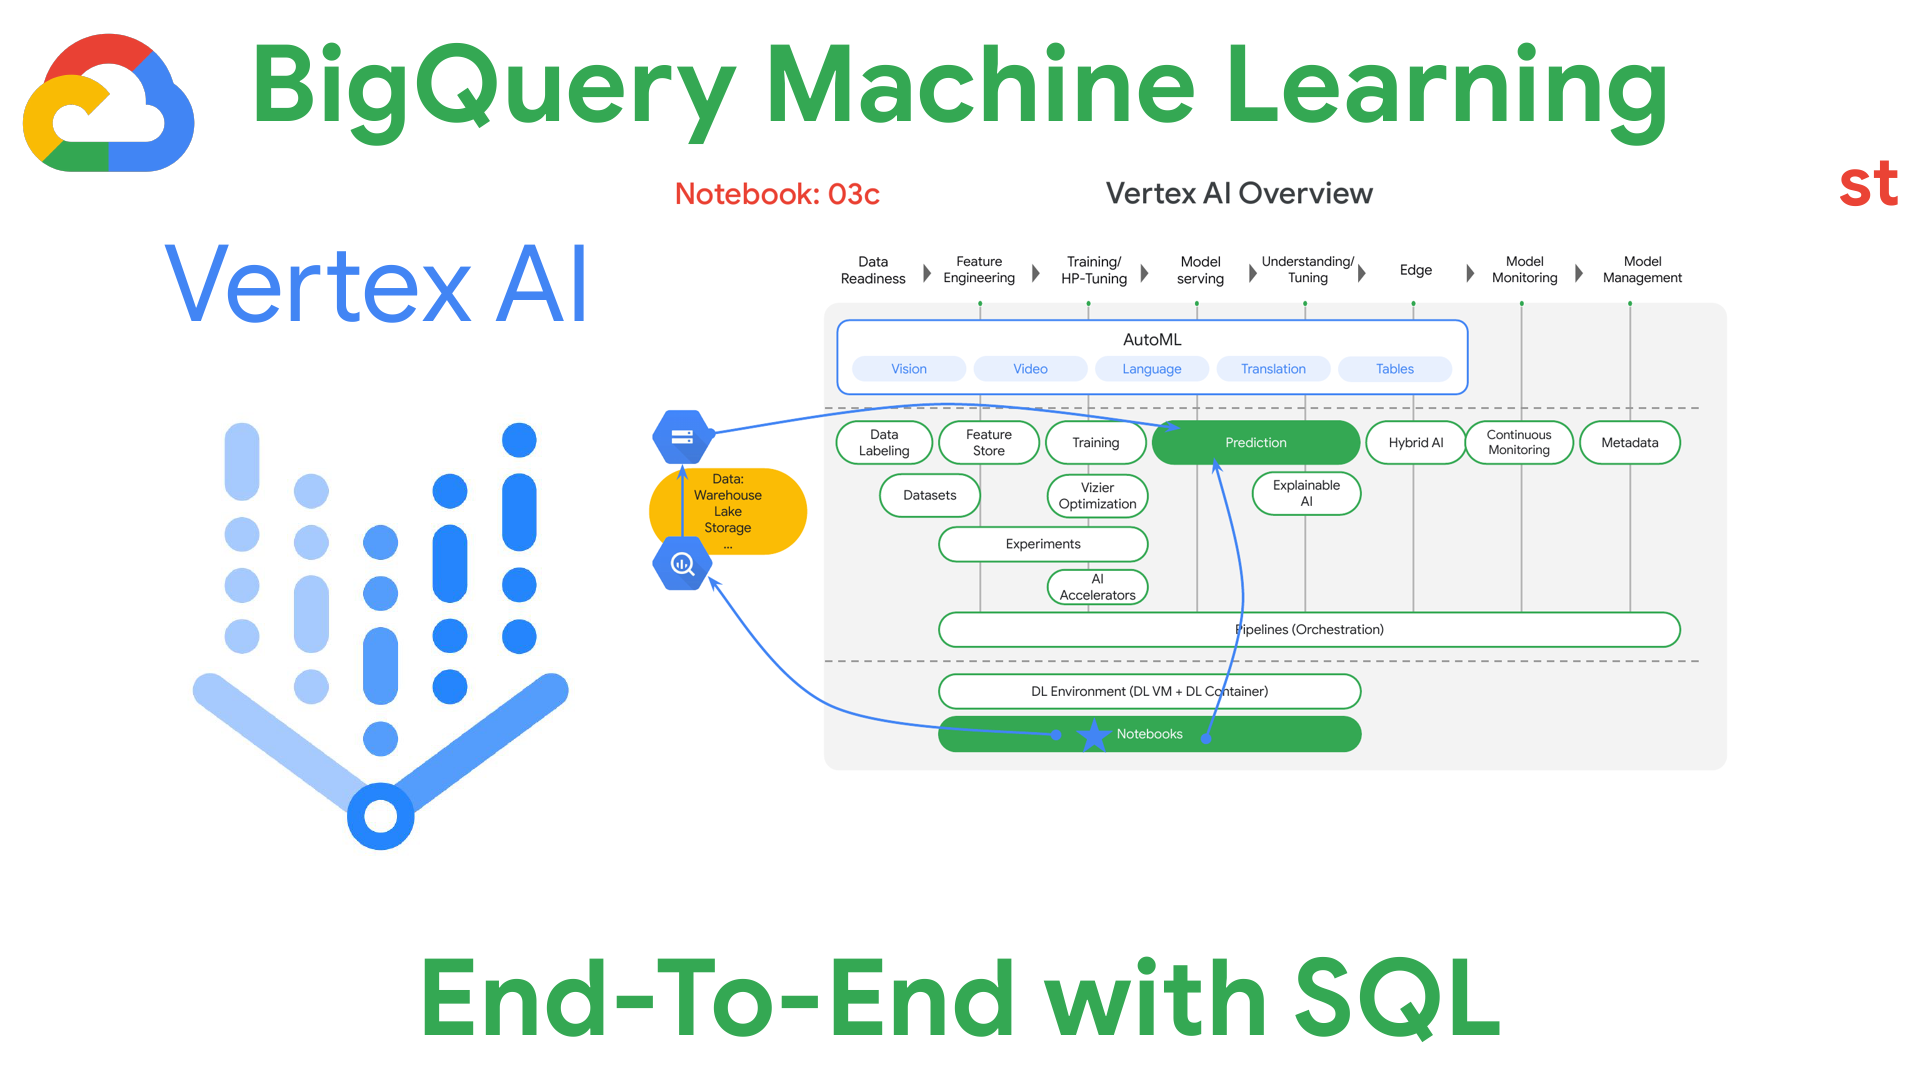 BigQuery Machine Learning
st
Notebook: 03c
Vertex AI Overview
Vertex AI
Data
Readiness
Feature
Engineering
Training/
HP-Tuning
Model
serving
Understanding/
Tuning
Edge
Model
Monitoring
Model
Management
AutoML
Vision
Video
Language
Translation
Tables
Data
Labeling
Feature
Store
Training
Prediction
Hybrid AI
Continuous
Monitoring
Metadata
Data:
Warehouse
Lake
Storage
...
Datasets
Vizier
Optimization
Explainable
AI
Experiments
AI
Accelerators
Pipelines (Orchestration)
DL Environment (DL VM + DL Container)
Notebooks
End-To-End with SQL